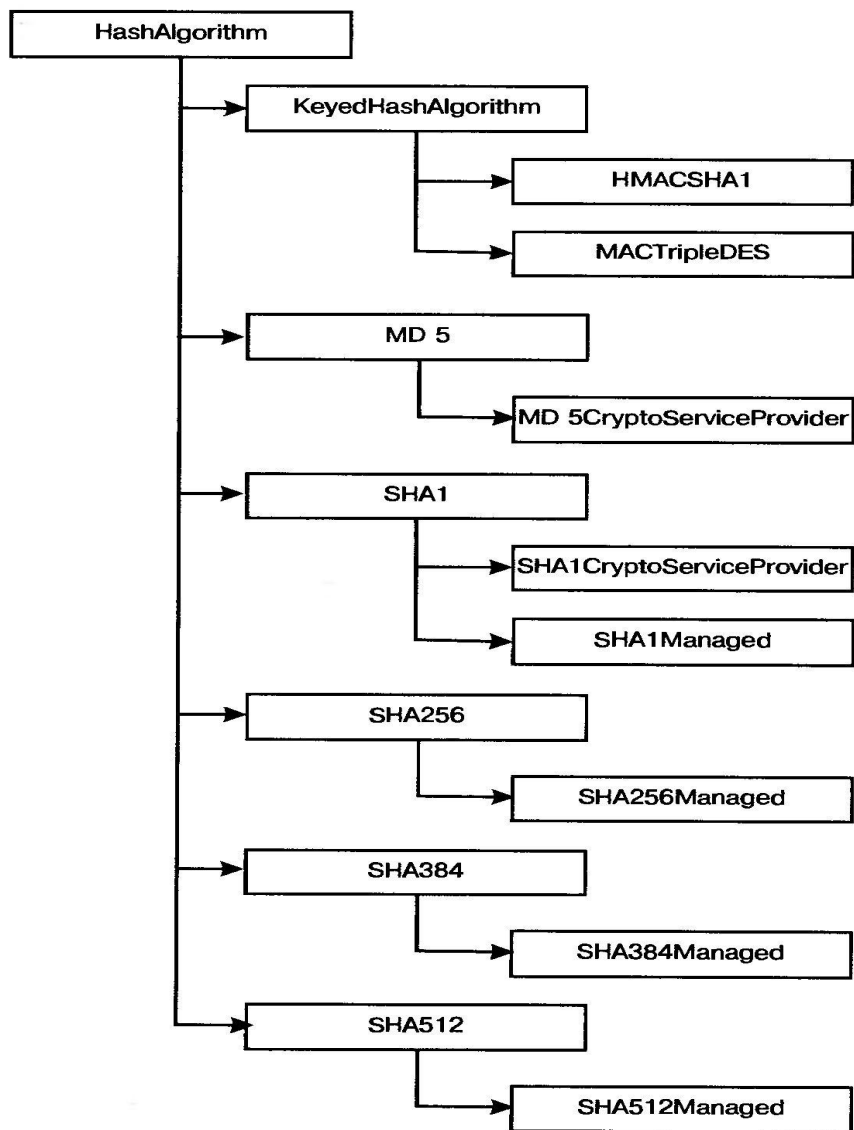 HashAlgorithm
KeyedHashAlgorithm
HMACSHA1
MACTripleDES
MD 5
MD 5CryptoServiceProvider
SHA1
SHA1CryptoServiceProvider
SHA1Managed
SHA256
SHA256Managed
SHA384
SHA384Managed
SHA512
SHA512Managed